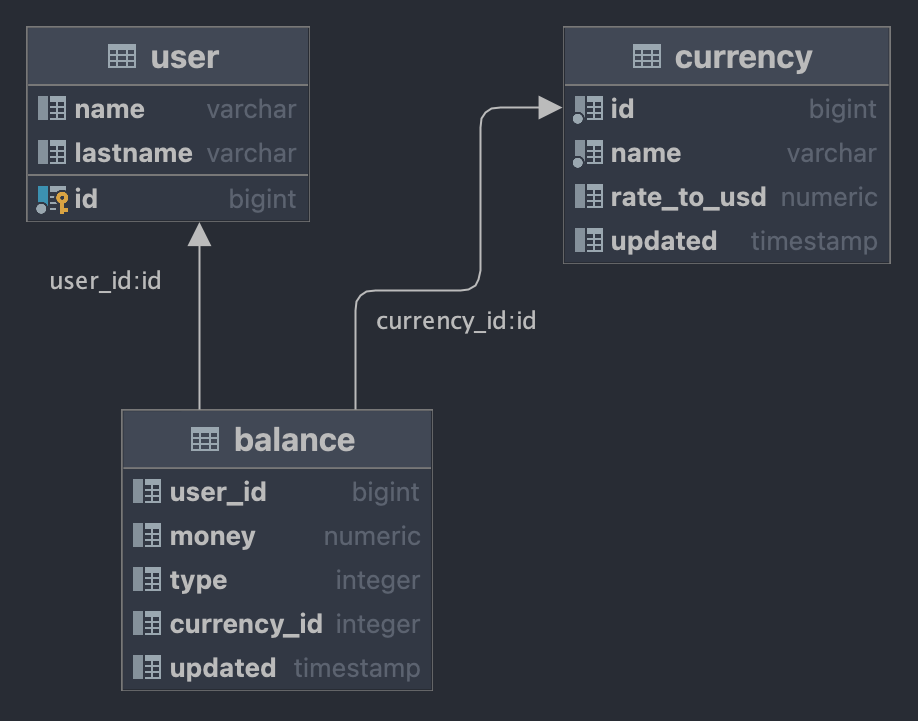 user
name varchar
lastname varchar
id bigint
currency
id bigint
name varchar
rate_to_usd numeric
updated timestamp
user_id:id
currency_id:id
balance
user_id bigint
money numeric
type integer
currency_id integer
updated timestamp